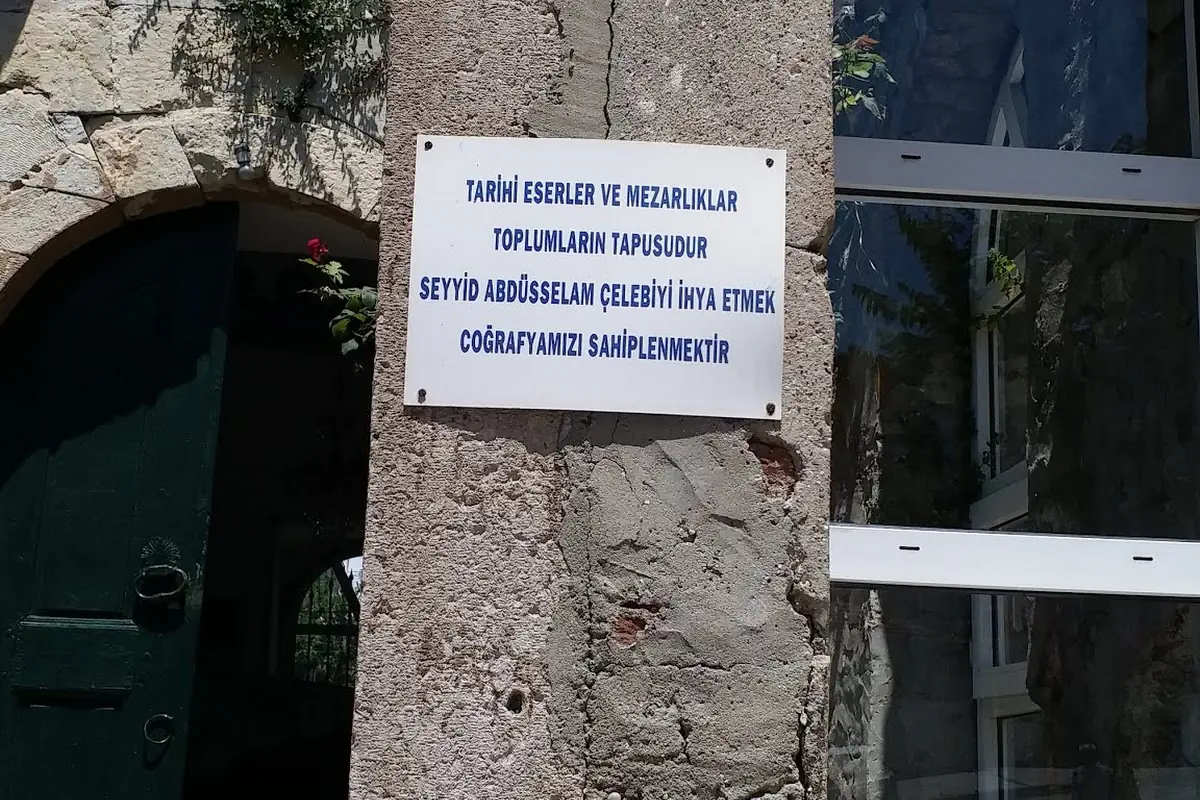 TARİHİ ESERLER VE MEZARLIKLAR
TOPLUMLARIN TAPUSUDUR
SEYYİD ABDÜSSELAM ÇELEBİYİ İHYA ETMEK
COĞRAFYAMIZI SAHİPLENMEKTİR